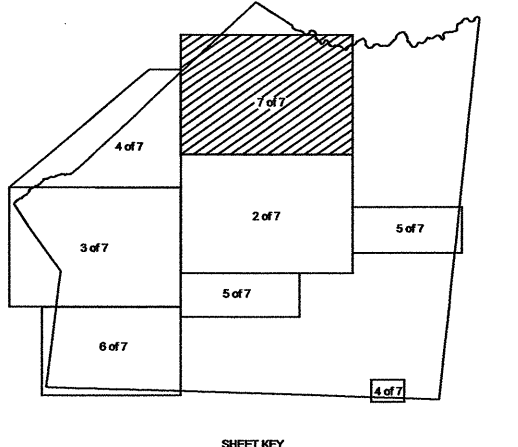 7 of 7
4 of 7
2 of 7
5 of 7
3 of 7
5 of 7
6 of 7
4 of 7
SHEET KEY